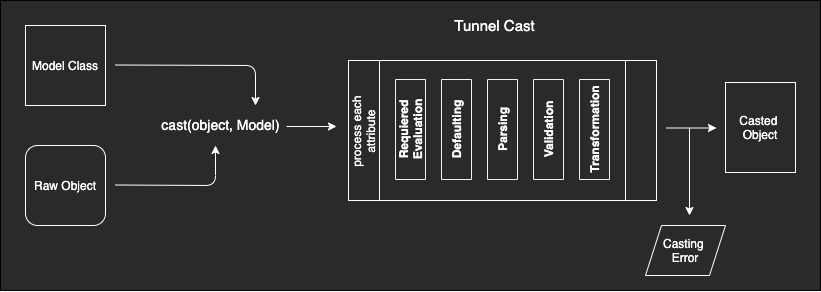 Tunnel Cast
Model Class
cast(object, Model)
Raw Object
process each
attribute
Requiered
Evaluation
Defaulting
Parsing
Validation
Transformation
Casted
Object
Casting
Error